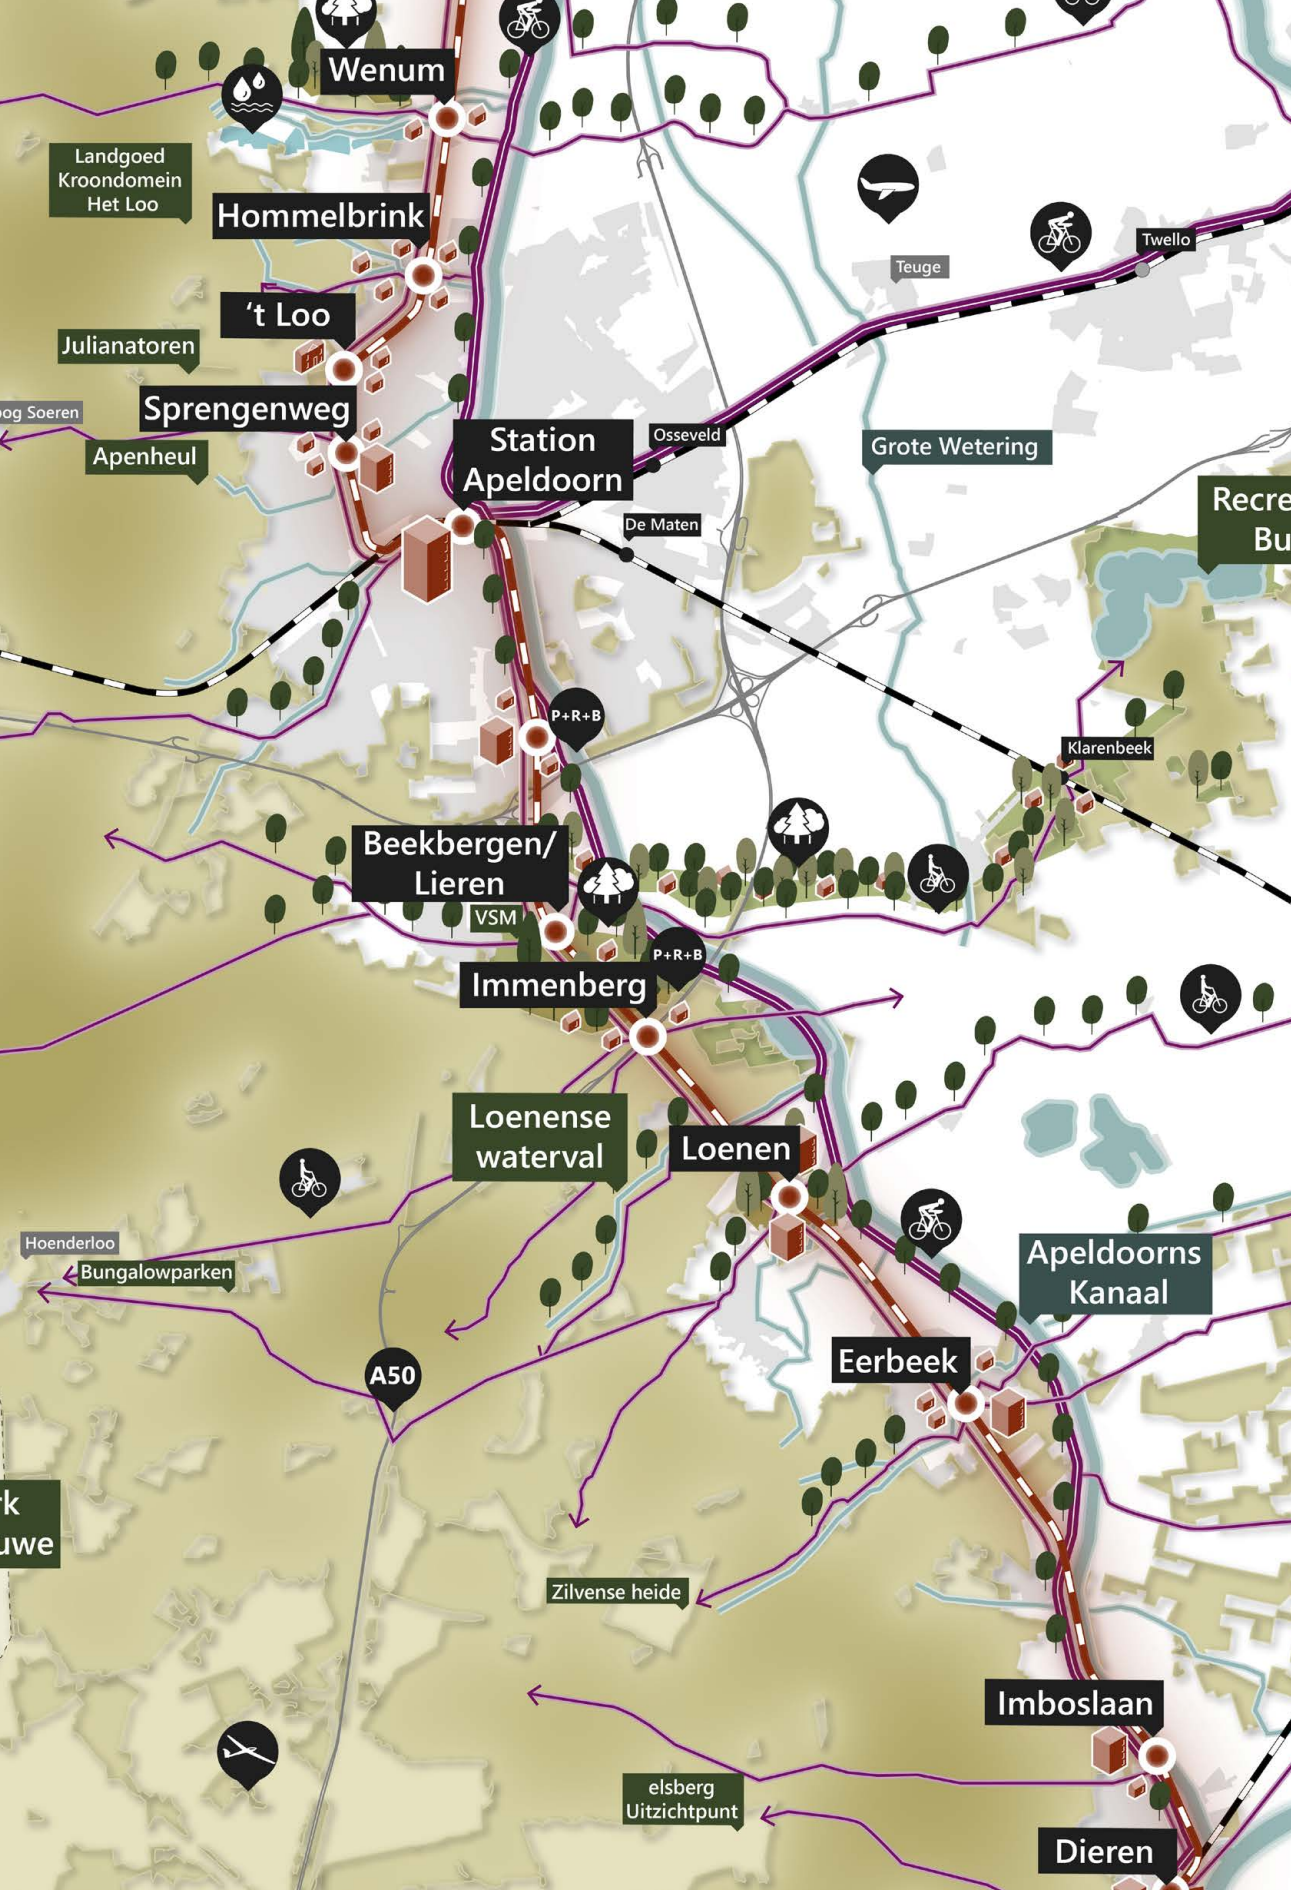 Wenum
Landgoed
Kroondomein
Het Loo
Hommelbrink
Twello
Teuge
't Loo
Julianatoren
Sprengenweg
oog Soeren
Apenheul
Station
Apeldoorn
Osseveld
Grote Wetering
De Maten
Recre
Bu
P+R+B
Klarenbeek
Beekbergen/
Lieren
VSM
P+R+B
Immenberg
Loenense
waterval
Loenen
Hoenderloo
Bungalowparken
Apeldoorns
Kanaal
A50
Eerbeek
rk
uwe
Zilvense heide
Imboslaan
elsberg
Uitzichtpunt
Dieren